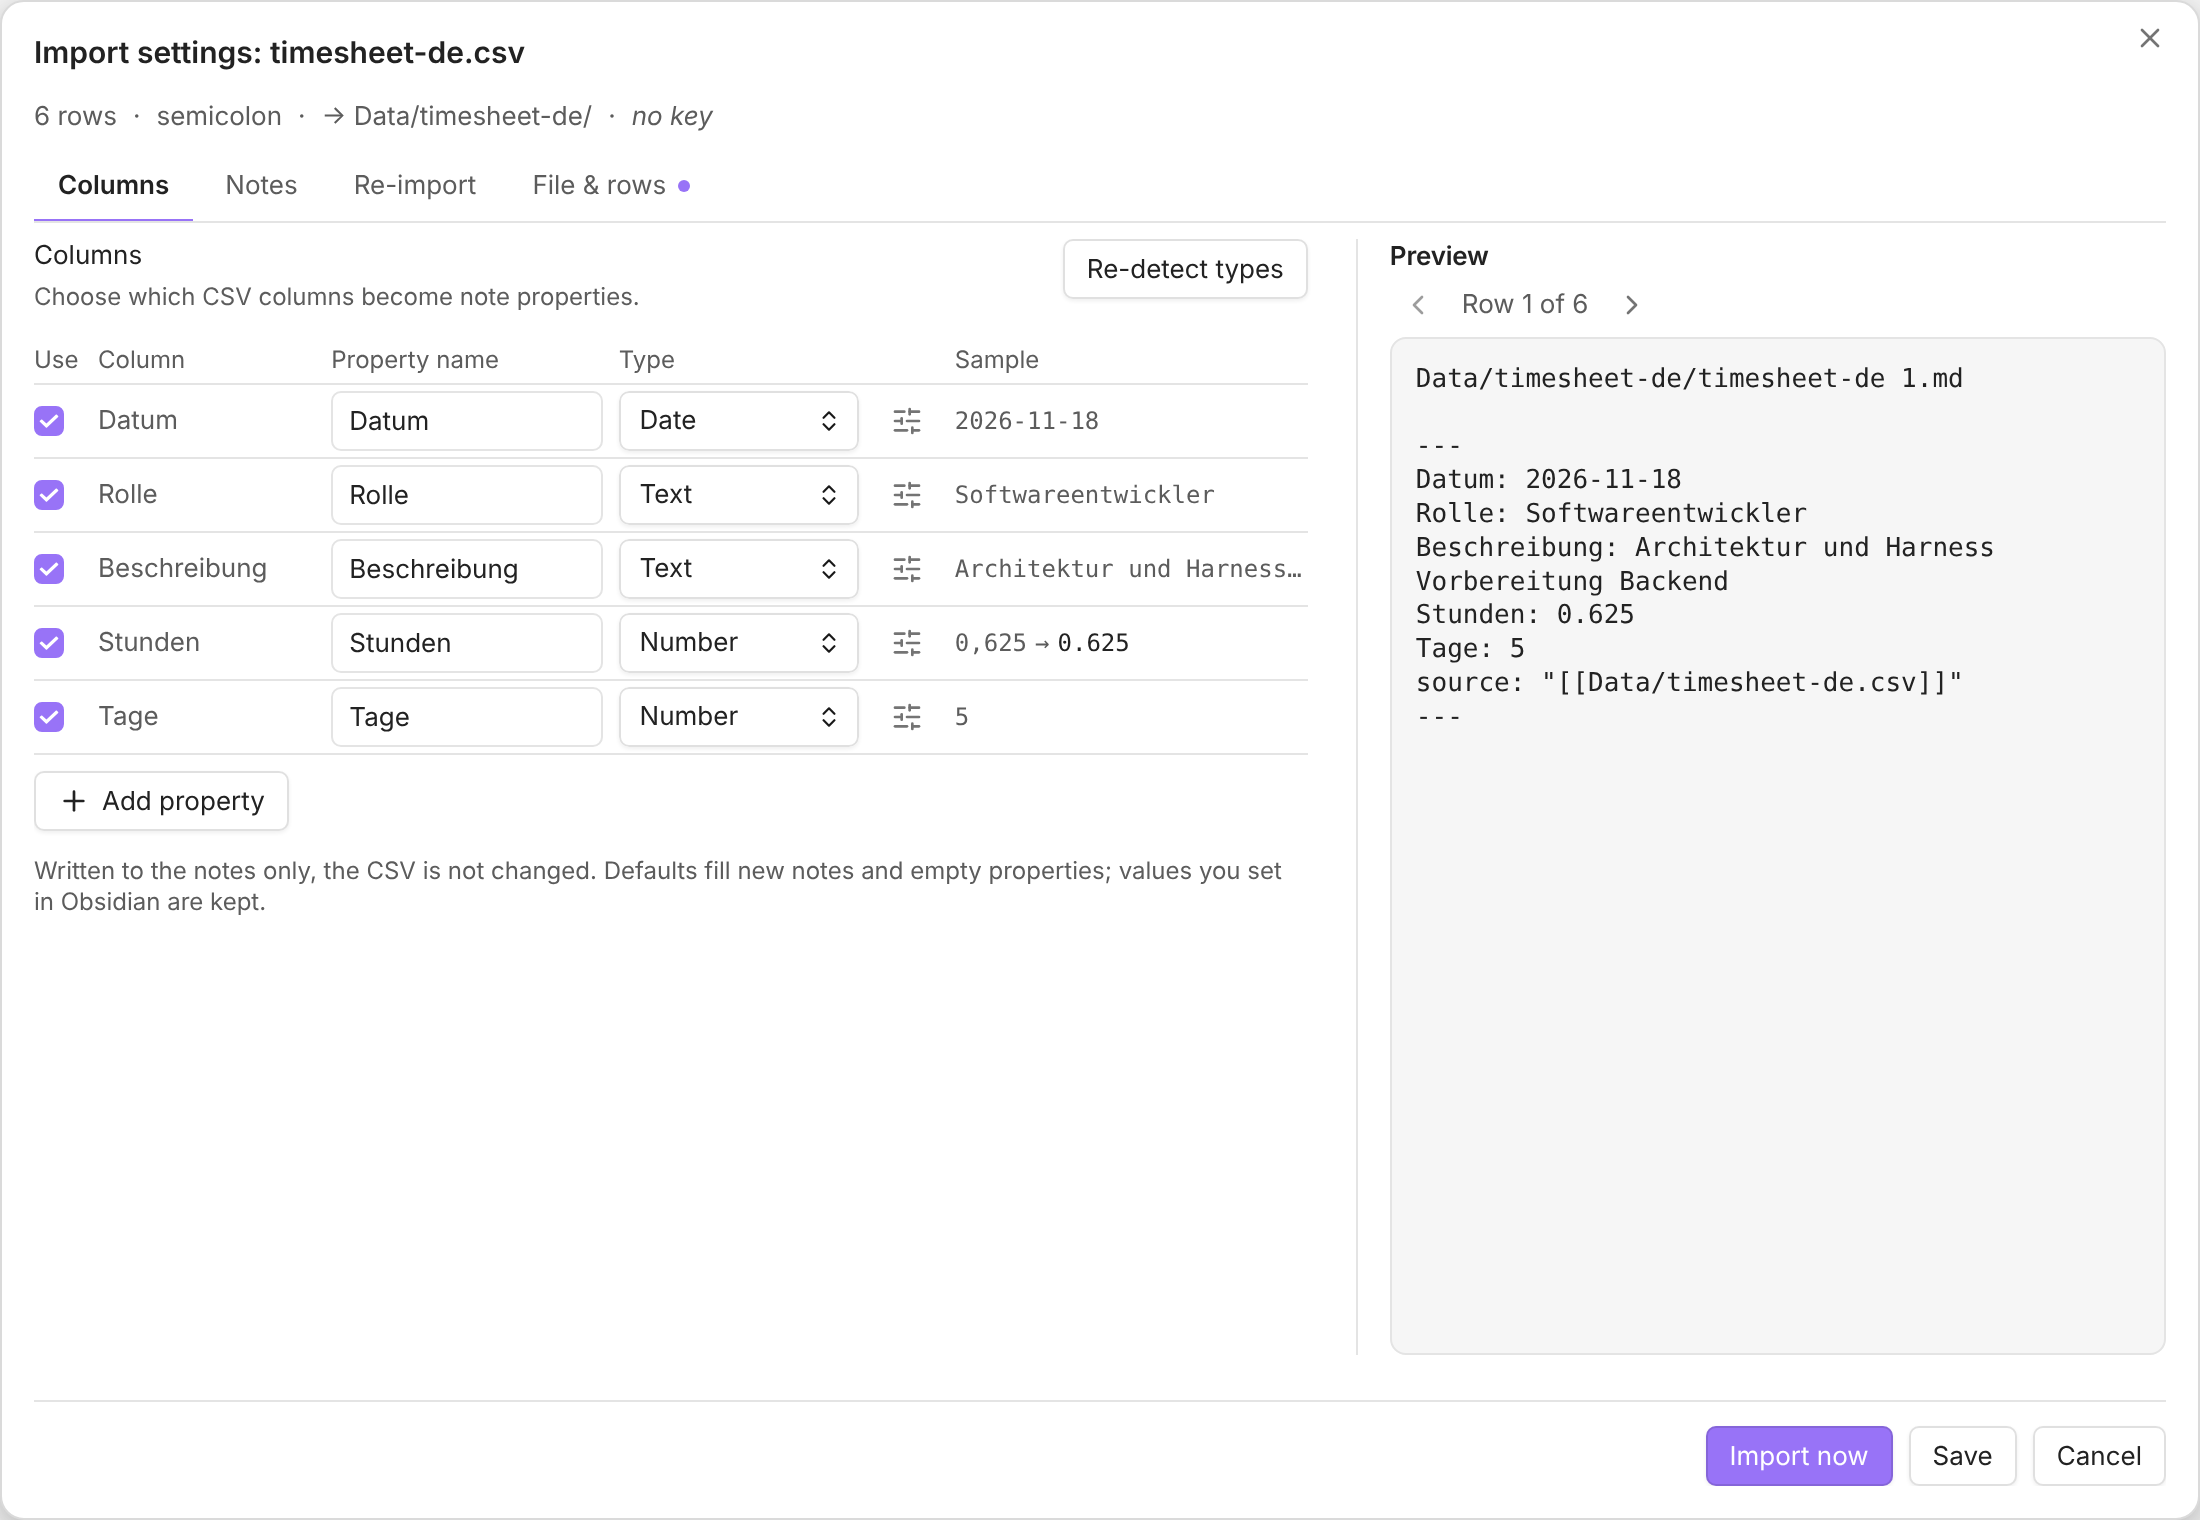 Import settings: timesheet-de.csv
6 rows · semicolon · → Data/timesheet-de/ · no key
Columns Notes Re-import File & rows
Columns
Choose which CSV columns become note properties.
Re-detect types
Use Column Property name Type Sample
Datum Datum Date 2026-11-18
Rolle Rolle Text Softwareentwickler
Beschreibung Beschreibung Text Architektur und Harness…
Stunden Stunden Number 0,625 → 0.625
Tage Tage Number 5
+ Add property
Written to the notes only, the CSV is not changed. Defaults fill new notes and empty properties; values you set
in Obsidian are kept.
Preview
Row 1 of 6
Data/timesheet-de/timesheet-de 1.md
---
Datum: 2026-11-18
Rolle: Softwareentwickler
Beschreibung: Architektur und Harness
Vorbereitung Backend
Stunden: 0.625
Tage: 5
source: "[[Data/timesheet-de.csv]]"
---
Import now Save Cancel